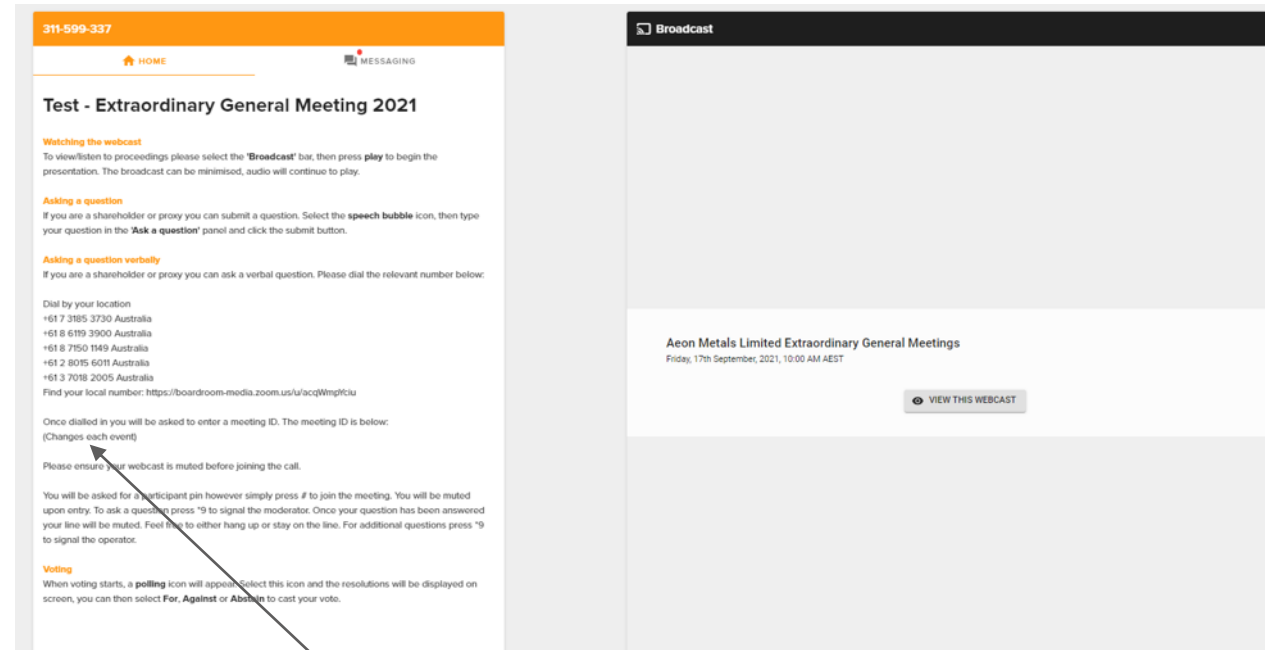 311-599-337
HOME
MESSAGING
Test - Extraordinary General Meeting 2021
Watching the webcast
To view/listen to proceedings please select the 'Broadcast' bar, then press play to begin the
presentation. The broadcast can be minimised, audio will continue to play.
Asking a question
If you are a shareholder or proxy you can submit a question. Select the speech bubble icon, then type
your question in the 'Ask a question' panel and click the submit button.
Asking a question verbally
If you are a shareholder or proxy you can ask a verbal question. Please dial the relevant number below:
Dial by your location
+61 7 3185 3730 Australia
+61 8 6119 3900 Australia
+61 8 7150 1149 Australia
+61 2 8015 6011 Australia
+61 3 7018 2005 Australia
Find your local number: https://boardroom-media.zoom.us/u/acqWmpYciu
Once dialled in you will be asked to enter a meeting ID. The meeting ID is below:
(Changes each event)
Please ensure your webcast is muted before joining the call.
You will be asked for a participant pin however simply press # to join the meeting. You will be muted
upon entry. To ask a question press *9 to signal the moderator. Once your question has been answered
your line will be muted. Feel free to either hang up or stay on the line. For additional questions press *9
to signal the operator.
Voting
When voting starts, a polling icon will appear. Select this icon and the resolutions will be displayed on
screen, you can then select For, Against or Abstain to cast your vote.
Broadcast
Aeon Metals Limited Extraordinary General Meetings
Friday, 17th September, 2021, 10:00 AM AEST
VIEW THIS WEBCAST